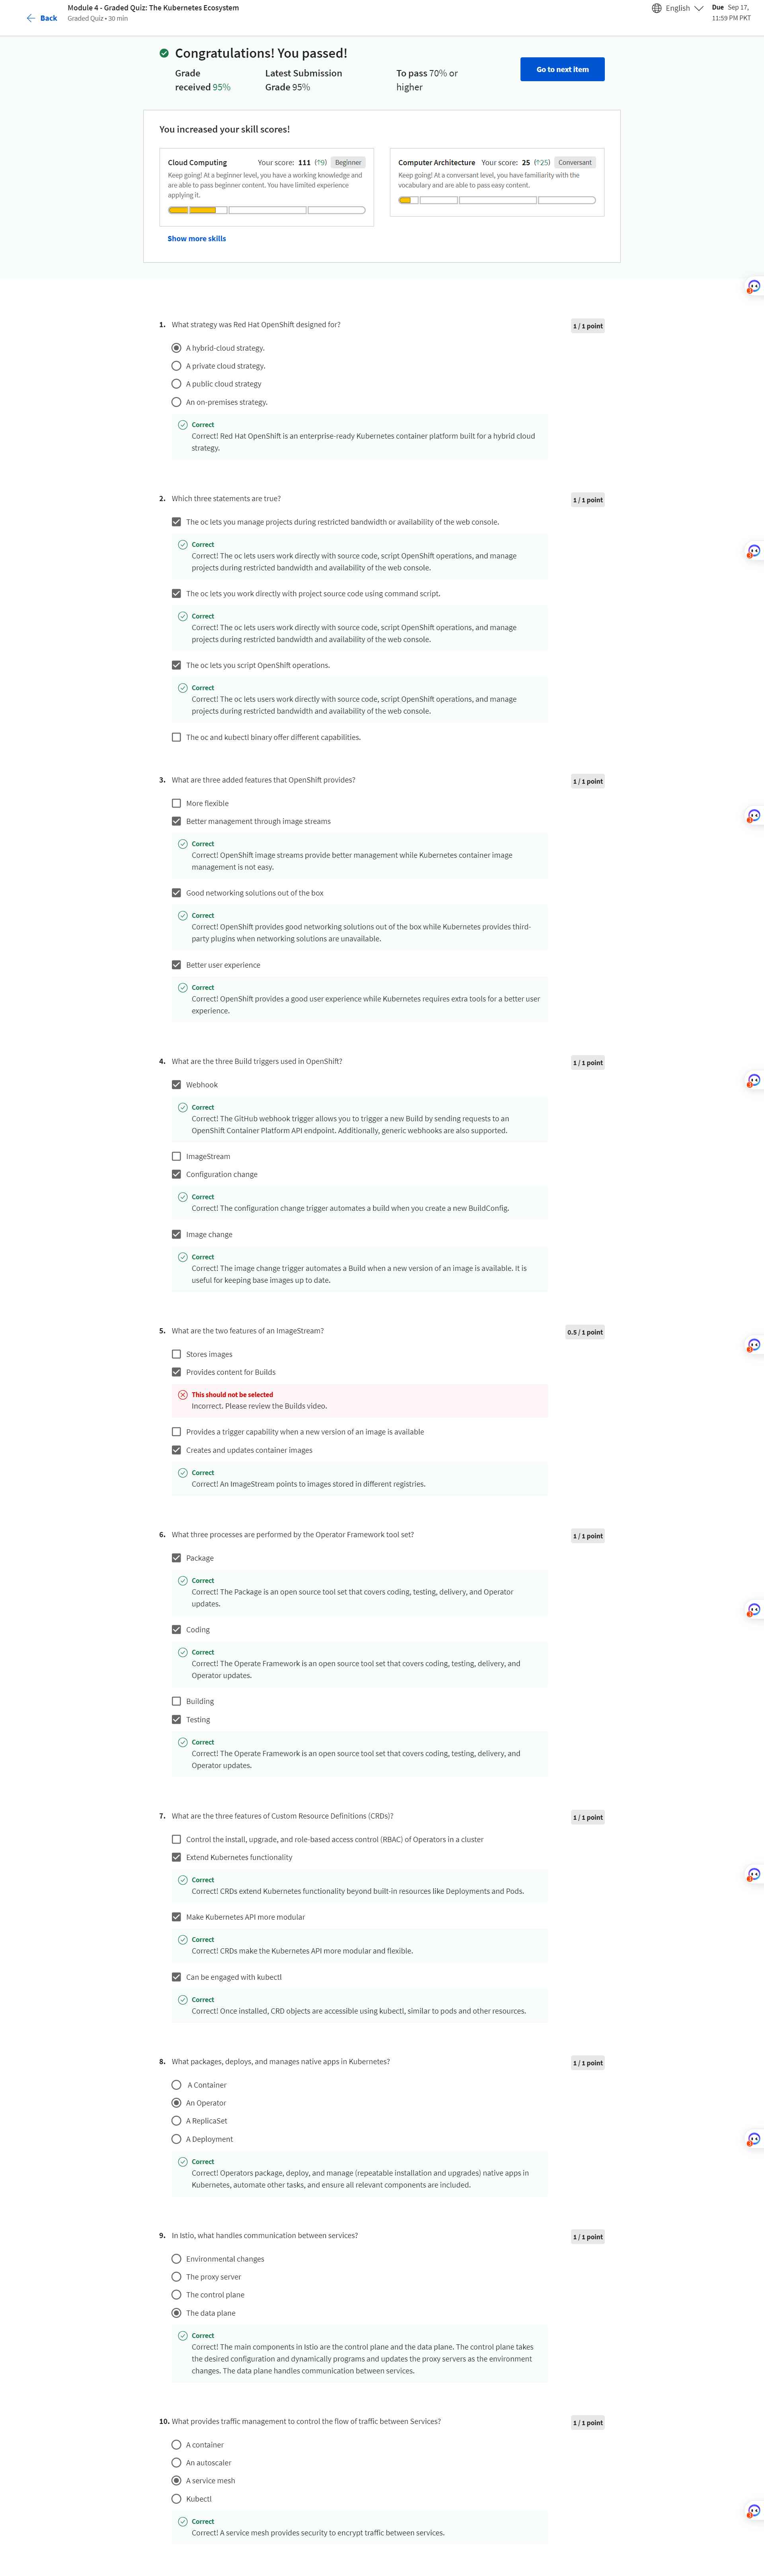 Module 4 - Graded Quiz: The Kubernetes Ecosystem
Back
Graded Quiz • 30 min
English
Due Sep 17,
11:59 PM PKT
Congratulations! You passed!
Grade
received 95%
Latest Submission
Grade 95%
To pass 70% or
higher
Go to next item
You increased your skill scores!
Cloud Computing Your score: 111 (↑9) Beginner
Keep going! At a beginner level, you have a working knowledge and
are able to pass beginner content. You have limited experience
applying it.
Computer Architecture Your score: 25 (↑25) Conversant
Keep going! At a conversant level, you have familiarity with the
vocabulary and are able to pass easy content.
Show more skills
1. What strategy was Red Hat OpenShift designed for? 1 / 1 point
A hybrid-cloud strategy.
A private cloud strategy.
A public cloud strategy
An on-premises strategy.
Correct
Correct! Red Hat OpenShift is an enterprise-ready Kubernetes container platform built for a hybrid cloud
strategy.
2. Which three statements are true? 1 / 1 point
The oc lets you manage projects during restricted bandwidth or availability of the web console.
Correct
Correct! The oc lets users work directly with source code, script OpenShift operations, and manage
projects during restricted bandwidth and availability of the web console.
The oc lets you work directly with project source code using command script.
Correct
Correct! The oc lets users work directly with source code, script OpenShift operations, and manage
projects during restricted bandwidth and availability of the web console.
The oc lets you script OpenShift operations.
Correct
Correct! The oc lets users work directly with source code, script OpenShift operations, and manage
projects during restricted bandwidth and availability of the web console.
The oc and kubectl binary offer different capabilities.
3. What are three added features that OpenShift provides? 1 / 1 point
More flexible
Better management through image streams
Correct
Correct! OpenShift image streams provide better management while Kubernetes container image
management is not easy.
Good networking solutions out of the box
Correct
Correct! OpenShift provides good networking solutions out of the box while Kubernetes provides third-
party plugins when networking solutions are unavailable.
Better user experience
Correct
Correct! OpenShift provides a good user experience while Kubernetes requires extra tools for a better user
experience.
4. What are the three Build triggers used in OpenShift? 1 / 1 point
Webhook
Correct
Correct! The GitHub webhook trigger allows you to trigger a new Build by sending requests to an
OpenShift Container Platform API endpoint. Additionally, generic webhooks are also supported.
ImageStream
Configuration change
Correct
Correct! The configuration change trigger automates a build when you create a new BuildConfig.
Image change
Correct
Correct! The image change trigger automates a Build when a new version of an image is available. It is
useful for keeping base images up to date.
5. What are the two features of an ImageStream? 0.5 / 1 point
Stores images
Provides content for Builds
This should not be selected
Incorrect. Please review the Builds video.
Provides a trigger capability when a new version of an image is available
Creates and updates container images
Correct
Correct! An ImageStream points to images stored in different registries.
6. What three processes are performed by the Operator Framework tool set? 1 / 1 point
Package
Correct
Correct! The Package is an open source tool set that covers coding, testing, delivery, and Operator
updates.
Coding
Correct
Correct! The Operate Framework is an open source tool set that covers coding, testing, delivery, and
Operator updates.
Building
Testing
Correct
Correct! The Operate Framework is an open source tool set that covers coding, testing, delivery, and
Operator updates.
7. What are the three features of Custom Resource Definitions (CRDs)? 1 / 1 point
Control the install, upgrade, and role-based access control (RBAC) of Operators in a cluster
Extend Kubernetes functionality
Correct
Correct! CRDs extend Kubernetes functionality beyond built-in resources like Deployments and Pods.
Make Kubernetes API more modular
Correct
Correct! CRDs make the Kubernetes API more modular and flexible.
Can be engaged with kubectl
Correct
Correct! Once installed, CRD objects are accessible using kubectl, similar to pods and other resources.
8. What packages, deploys, and manages native apps in Kubernetes? 1 / 1 point
A Container
An Operator
A ReplicaSet
A Deployment
Correct
Correct! Operators package, deploy, and manage (repeatable installation and upgrades) native apps in
Kubernetes, automate other tasks, and ensure all relevant components are included.
9. In Istio, what handles communication between services? 1 / 1 point
Environmental changes
The proxy server
The control plane
The data plane
Correct
Correct! The main components in Istio are the control plane and the data plane. The control plane takes
the desired configuration and dynamically programs and updates the proxy servers as the environment
changes. The data plane handles communication between services.
10. What provides traffic management to control the flow of traffic between Services? 1 / 1 point
A container
An autoscaler
A service mesh
Kubectl
Correct
Correct! A service mesh provides security to encrypt traffic between services.